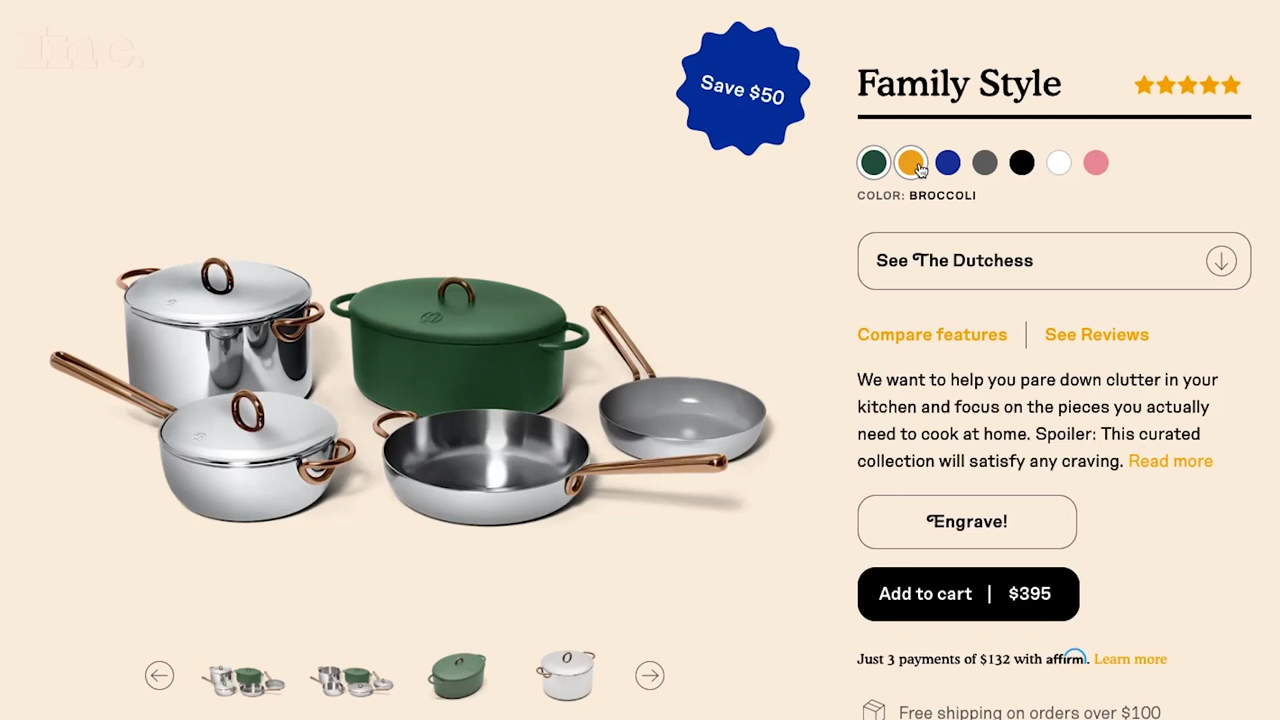 Inc.
Save $50
Family Style
COLOR: BROCCOLI
See The Dutchess
Compare features | See Reviews
We want to help you pare down clutter in your
kitchen and focus on the pieces you actually
need to cook at home. Spoiler: This curated
collection will satisfy any craving. Read more
Engrave!
Add to cart | $395
Just 3 payments of $132 with affirm. Learn more
Free shipping on orders over $100